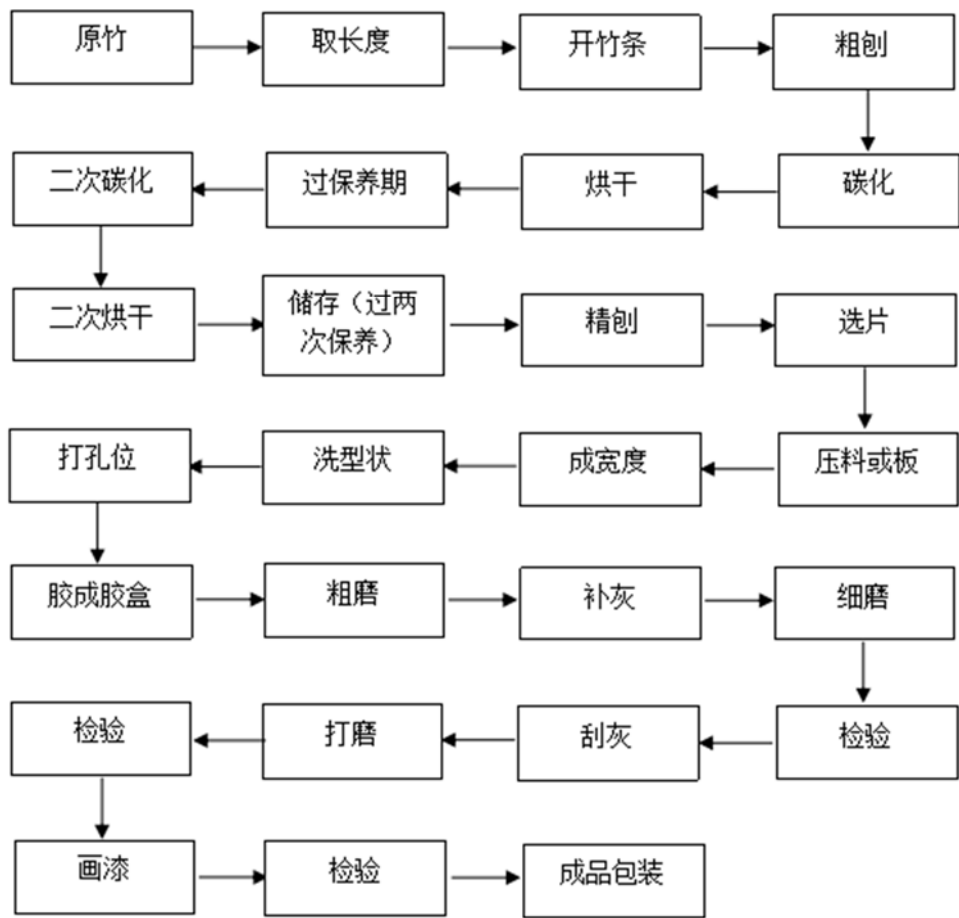 原竹
取长度
开竹条
粗刨
二次碳化
过保养期
烘干
碳化
二次烘干
储存（过两
次保养）
精刨
选片
打孔位
洗型状
成宽度
压料或板
胶成胶盒
粗磨
补灰
细磨
检验
打磨
刮灰
检验
画漆
检验
成品包装